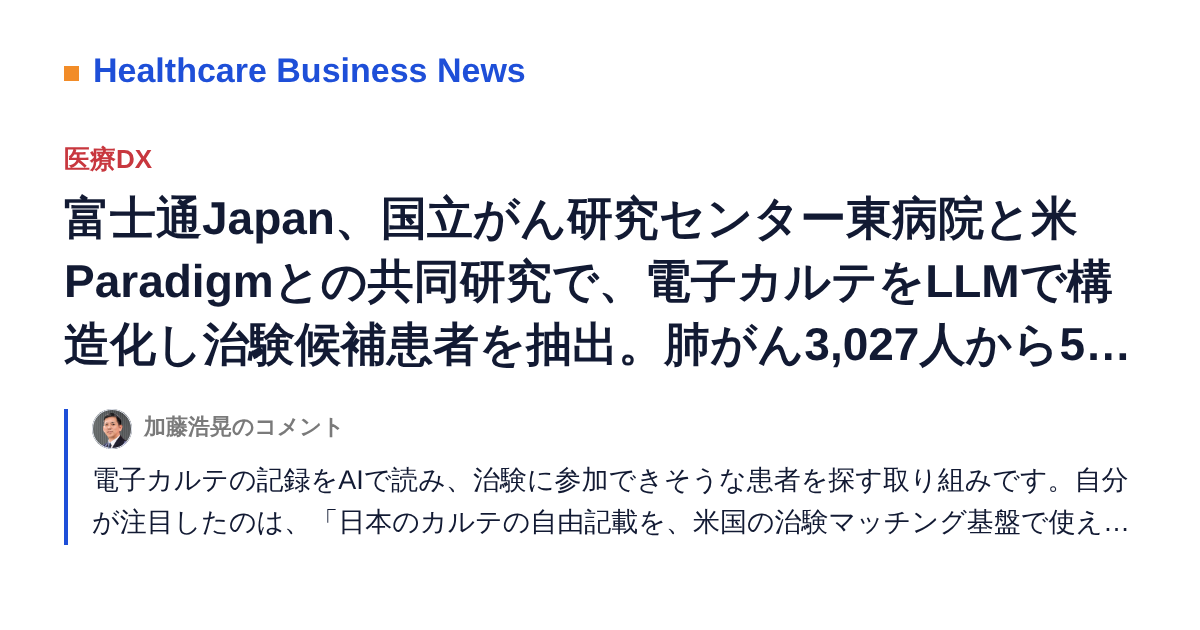 Healthcare Business News
医療DX
富士通Japan、国立がん研究センター東病院と米
Paradigmとの共同研究で、電子カルテをLLMで構
造化し治験候補患者を抽出。肺がん3,027人から5…
加藤浩晃のコメント
電子カルテの記録をAIで読み、治験に参加できそうな患者を探す取り組みです。自分
が注目したのは、「日本のカルテの自由記載を、米国の治験マッチング基盤で使え…